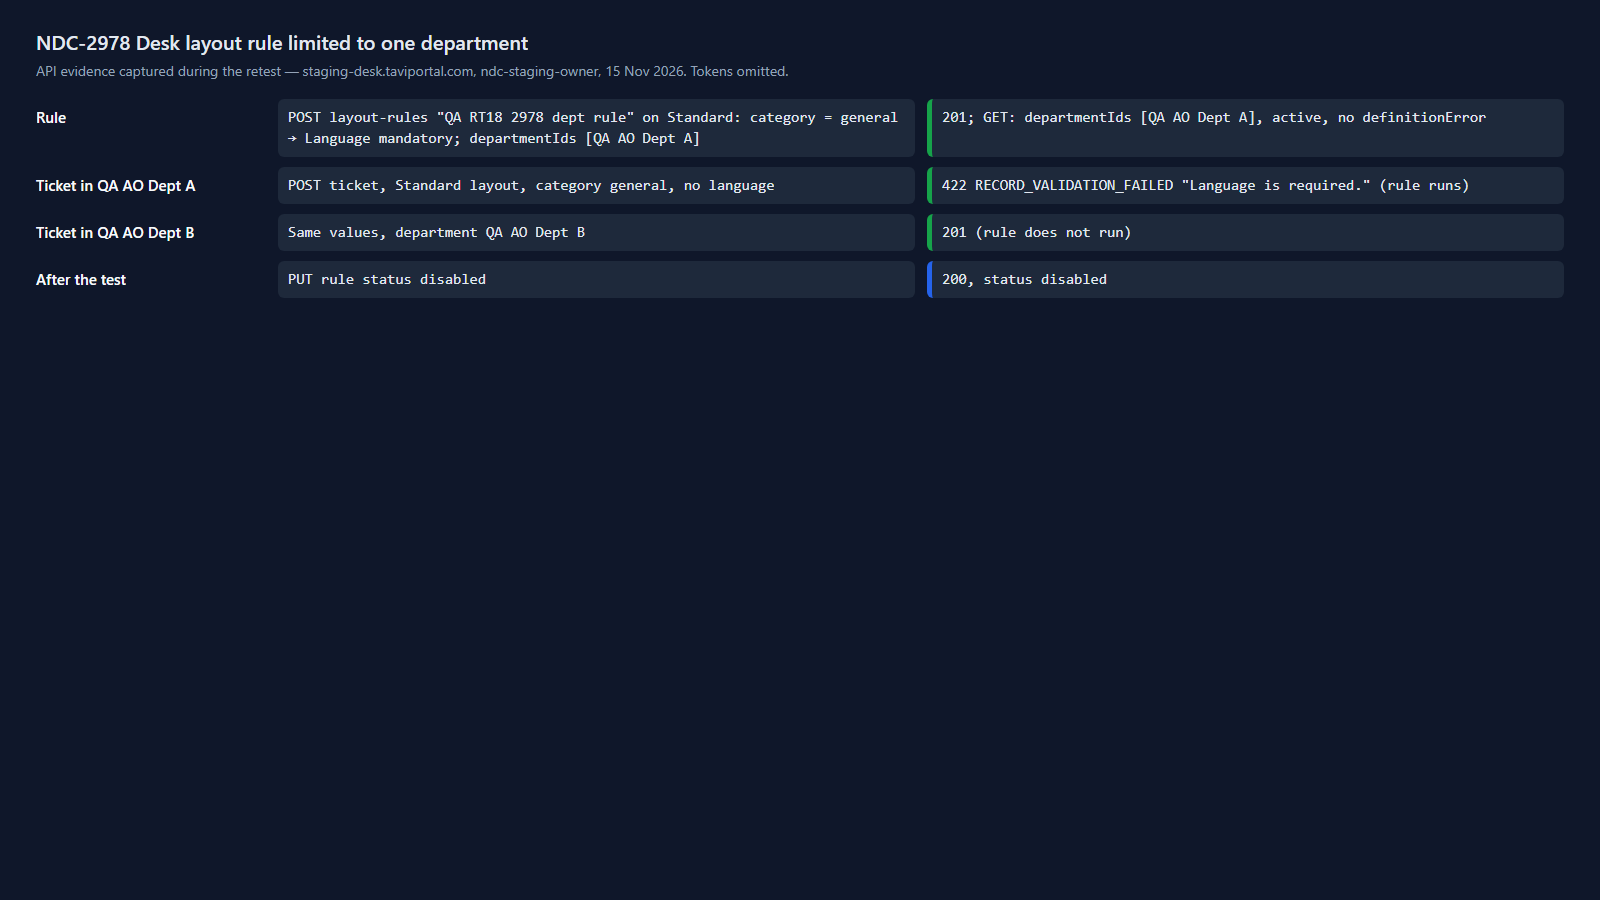 NDC-2978 Desk layout rule limited to one department
API evidence captured during the retest — staging-desk.taviportal.com, ndc-staging-owner, 15 Nov 2026. Tokens omitted.
Rule
POST layout-rules "QA RT18 2978 dept rule" on Standard: category = general
→ Language mandatory; departmentIds [QA AO Dept A]
201; GET: departmentIds [QA AO Dept A], active, no definitionError
Ticket in QA AO Dept A
POST ticket, Standard layout, category general, no language
422 RECORD_VALIDATION_FAILED "Language is required." (rule runs)
Ticket in QA AO Dept B
Same values, department QA AO Dept B
201 (rule does not run)
After the test
PUT rule status disabled
200, status disabled